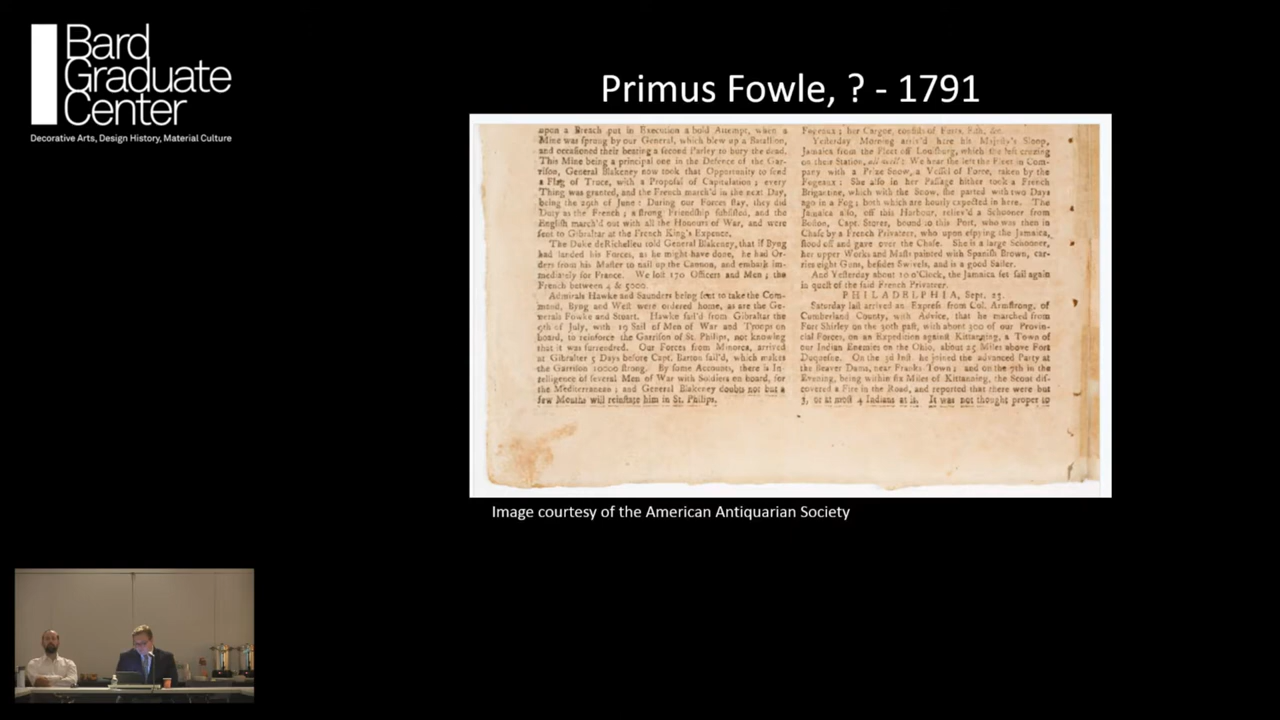 Bard
Graduate
Center
Decorative Arts, Design History, Material Culture
Primus Fowle, ? - 1791
upon a Breach put in Execution a bold Attempt, when a
Mine was sprung by our General, which blew up a Batallion,
and occasioned their beating a second Parley to bury the dead.
This Mine being a principal one in the Defence of the Gar-
rison, General Blakeney now took that Opportunity to send
a Flag of Truce, with a Proposal of Capitulation; every
Thing was granted, and the French march'd in the next Day,
being the 29th of June: During our Forces stay, they did
Duty as the French; a strong Friendship subsisted, and the
English march'd out with all the Honours of War, and were
sent to Gibraltar at the French King's Expence.
The Duke deRichelieu told General Blakeney, that if Byng
had landed his Forces, as he might have done, he had Or-
ders from his Master to nail up the Cannon, and embark im-
mediately for France. We lost 170 Officers and Men; the
French between 4 & 5000.
Admirals Hawke and Saunders being sent to take the Com-
mand, Byng and West were ordered home, as are the Ge-
nerals Fowke and Stuart. Hawke sail'd from Gibraltar the
of July, with 19 Sail of Men of War and Troops on
board, to reinforce the Garrison of St. Philips, not knowing
that it was surrendred. Our Forces from Minorca, arrived
at Gibraltar 5 Days before Capt. Barton sail'd, which makes
the Garrison 10000 strong. By some Accounts, there is In-
telligence of several Men of War with Soldiers on board, for
the Mediterranean; and General Blakeney doubts not but a
few Months will reinstate him in St. Philips.
her Cargoe, consists of Fish, &c.
Yesterday Morning arriv'd here his Majesty's Sloop,
Jamaica from the Fleet off Louisburg, which she left cruizing
on their Station, all well: We hear she left the Fleet in Com-
pany with a Prize Snow, a Vessel of Force, taken by the
She also in her Passage hither took a French
Brigantine, which with the Snow, she parted with two Days
ago in a Fog; both which are hourly expected in here. The
Jamaica also, off this Harbour, reliev'd a Schooner from
Boston, Capt. Stores, bound to this Port, who was then in
Chase by a French Privateer, who upon espying the Jamaica,
stood off and gave over the Chase. She is a large Schooner,
her upper Works and Masts painted with Spanish Brown, car-
ries eight Guns, besides Swivels, and is a good Sailer.
And Yesterday about 10 o'Clock, the Jamaica set sail again
in quest of the said French Privateer.
PHILADELPHIA, Sept. 23.
Saturday last arrived an Express from Col. Armstrong, of
Cumberland County, with Advice, that he marched from
Fort Shirley on the 30th past, with about 300 of our Provin-
cial Forces, on an Expedition against Kittanning, a Town of
our Indian Enemies on the Ohio, about 25 Miles above Fort
Duquesne. On the 3d Inst. he joined the advanced Party at
the Beaver Dams, near Franks Town; and on the 7th in the
Evening, being within six Miles of Kittanning, the Scout dis-
covered a Fire in the Road, and reported that there were but
3, or at most 4 Indians at it. It was not thought proper to
Image courtesy of the American Antiquarian Society